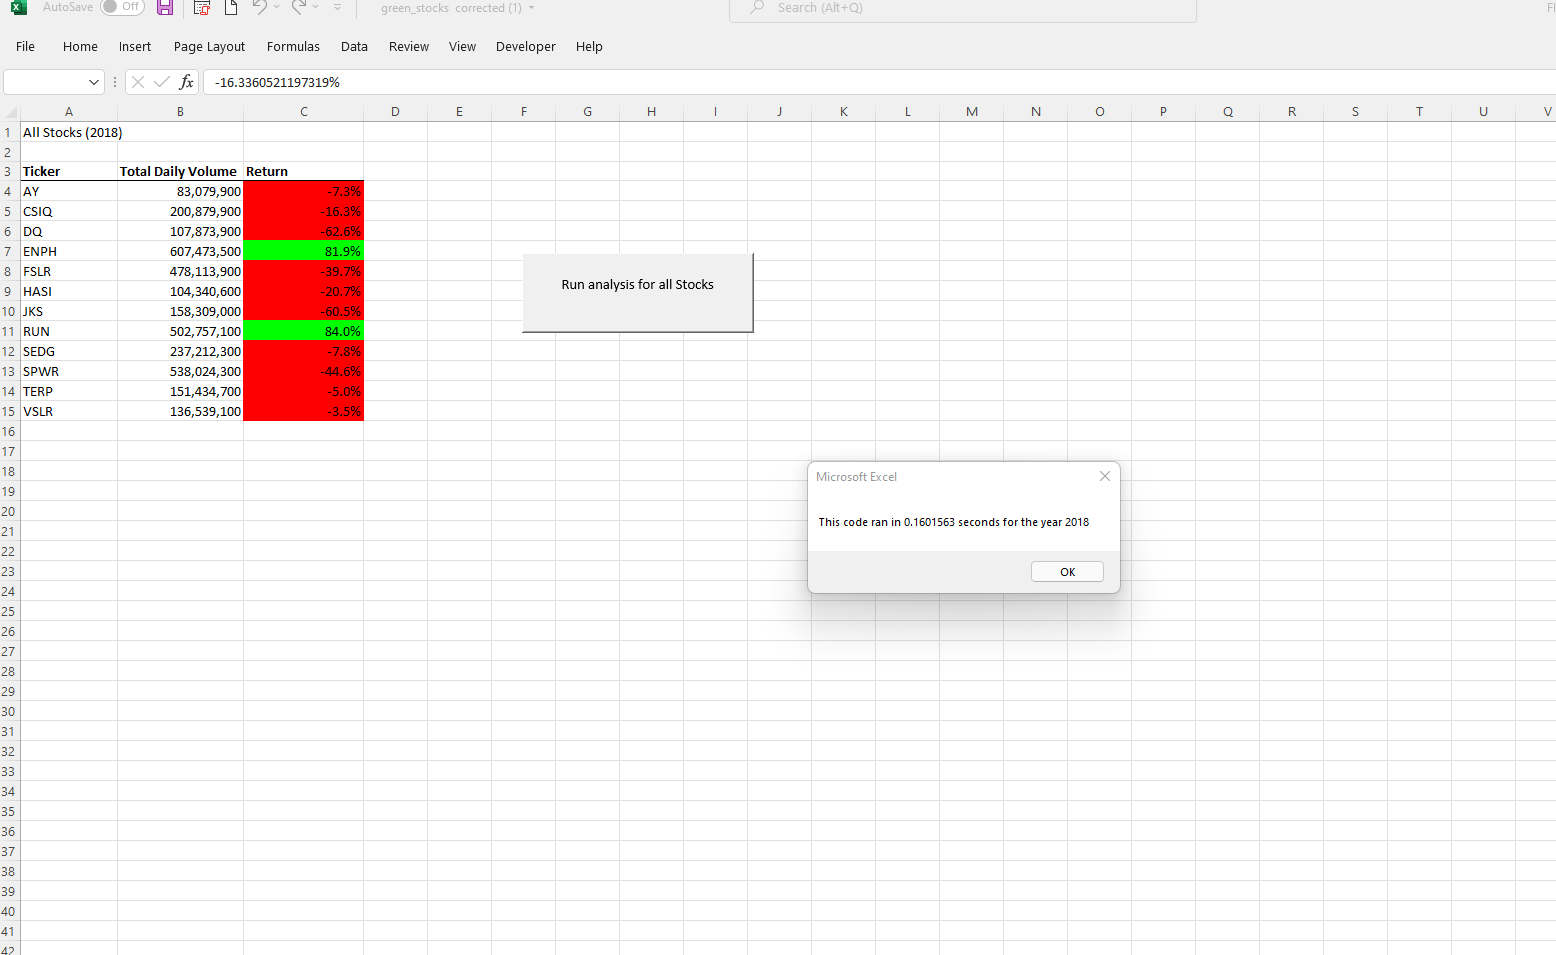 AutoSave Off green_stocks corrected (1) Search (Alt+Q)
File Home Insert Page Layout Formulas Data Review View Developer Help
fx -16.3360521197319%
A B C D E F G H I J K L M N O P Q R S T U V
1 All Stocks (2018)
2
3 Ticker Total Daily Volume Return
4 AY 83,079,900 -7.3%
5 CSIQ 200,879,900 -16.3%
6 DQ 107,873,900 -62.6%
7 ENPH 607,473,500 81.9%
8 FSLR 478,113,900 -39.7%
Run analysis for all Stocks
9 HASI 104,340,600 -20.7%
10 JKS 158,309,000 -60.5%
11 RUN 502,757,100 84.0%
12 SEDG 237,212,300 -7.8%
13 SPWR 538,024,300 -44.6%
14 TERP 151,434,700 -5.0%
15 VSLR 136,539,100 -3.5%
16
17
18
Microsoft Excel
19
20
This code ran in 0.1601563 seconds for the year 2018
21
22
23
OK
24
25
26
27
28
29
30
31
32
33
34
35
36
37
38
39
40
41
42